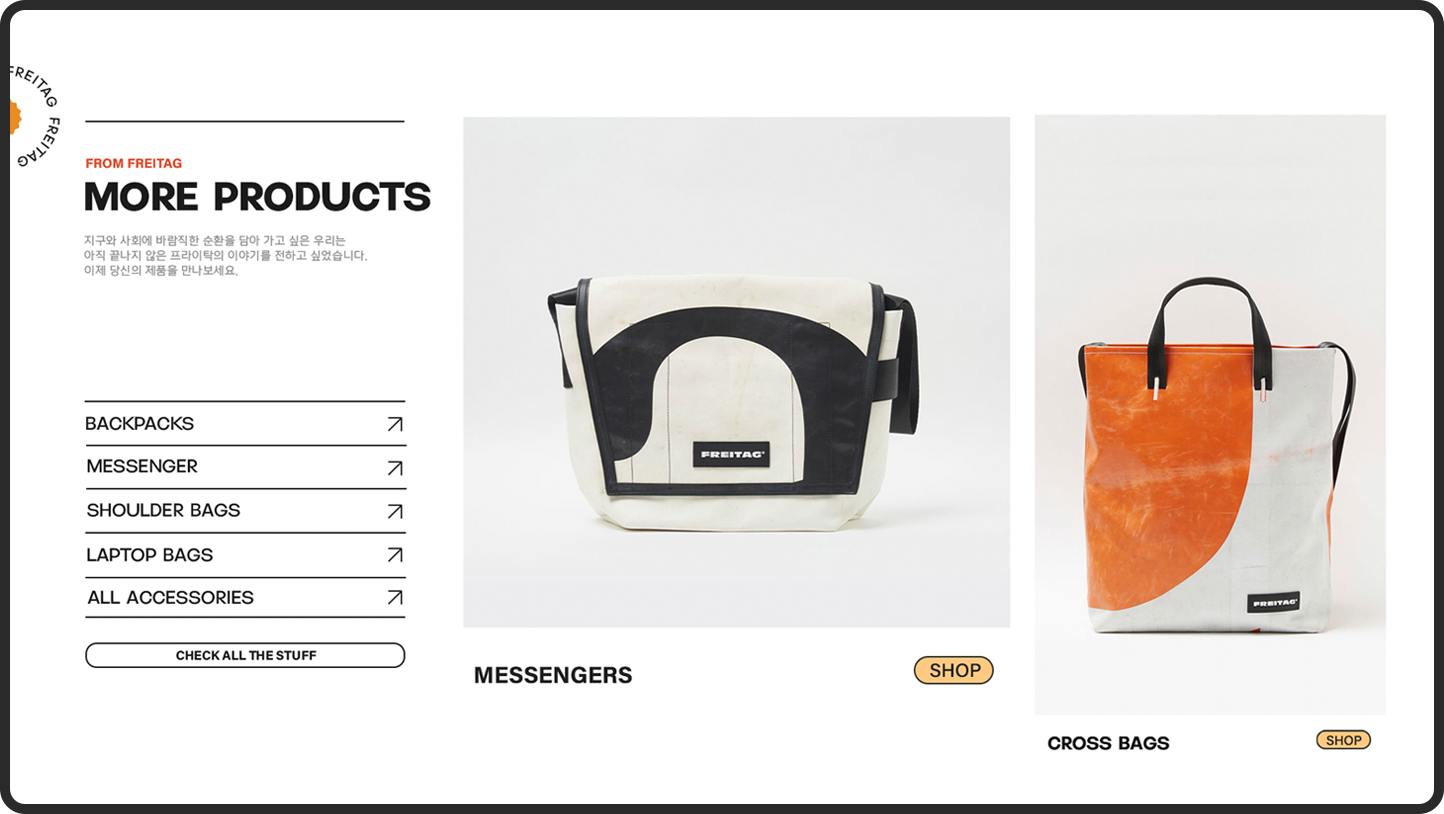 FREITAG FREITAG
FROM FREITAG
MORE PRODUCTS
지구와 사회에 바람직한 순환을 담아 가고 싶은 우리는
아직 끝나지 않은 프라이탁의 이야기를 전하고 싶었습니다.
이제 당신의 제품을 만나보세요.
BACKPACKS
MESSENGER
SHOULDER BAGS
LAPTOP BAGS
ALL ACCESSORIES
CHECK ALL THE STUFF
FREITAG®
MESSENGERS
SHOP
FREITAG®
CROSS BAGS
SHOP